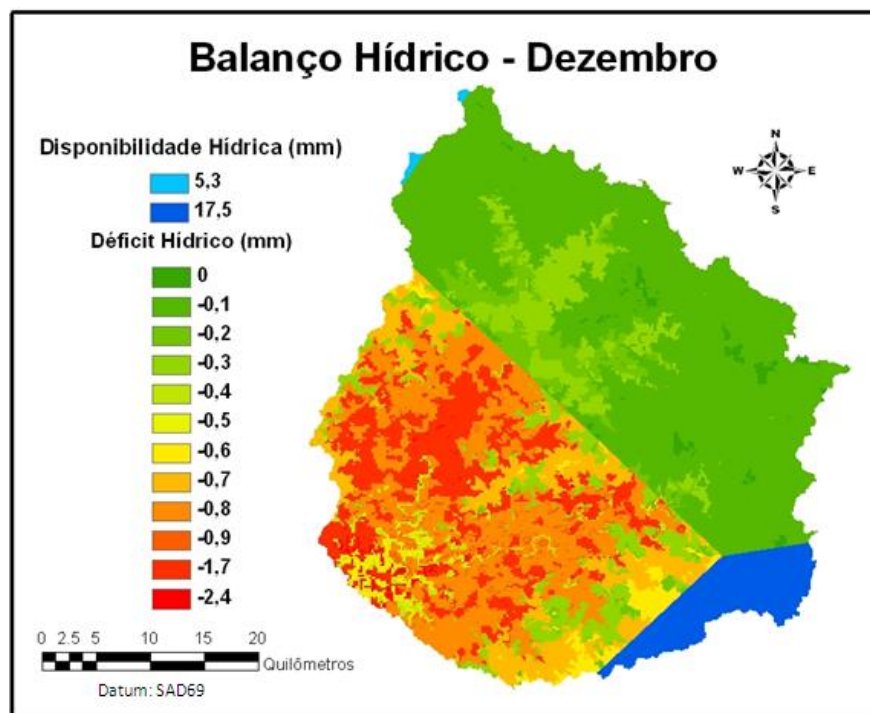 Balanço Hídrico - Dezembro
Disponibilidade Hídrica (mm)
5,3
17,5
Déficit Hídrico (mm)
0
-0,1
-0,2
-0,3
-0,4
-0,5
-0,6
-0,7
-0,8
-0,9
-1,7
-2,4
N
W E
S
0 2.5 5 10 15 20
Quilômetros
Datum: SAD69